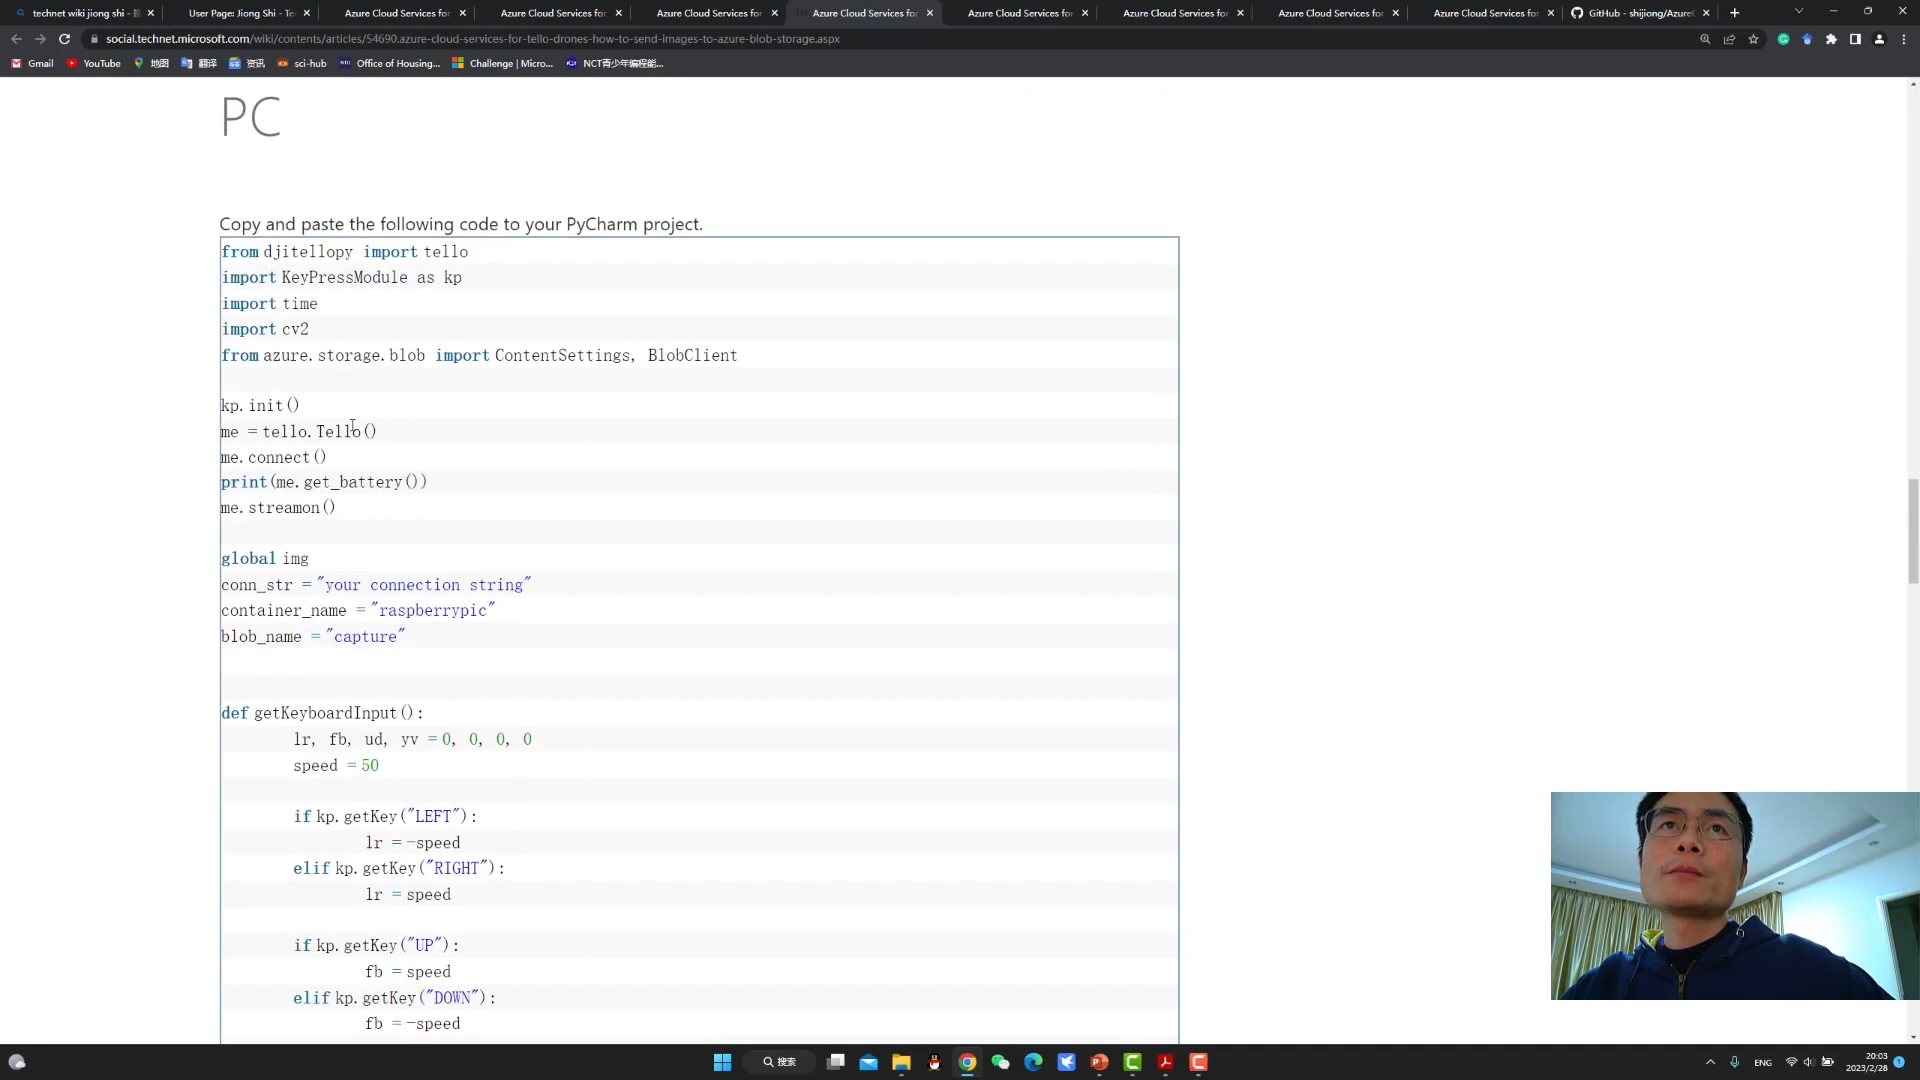 technet wiki jiong shi -
User Page: Jiong Shi - Te
Azure Cloud Services for
Azure Cloud Services for
Azure Cloud Services for
Azure Cloud Services for
Azure Cloud Services for
Azure Cloud Services for
Azure Cloud Services for
Azure Cloud Services for
GitHub - shijiong/Azure
social.technet.microsoft.com/wiki/contents/articles/54690.azure-cloud-services-for-tello-drones-how-to-send-images-to-azure-blob-storage.aspx
Gmail
YouTube
地图
翻译
资讯
sci-hub
Office of Housing...
Challenge | Micro...
NCT青少年编程能...
PC
Copy and paste the following code to your PyCharm project.
from djitellopy import tello
import KeyPressModule as kp
import time
import cv2
from azure.storage.blob import ContentSettings, BlobClient
kp.init()
me = tello.Tello()
me.connect()
print(me.get_battery())
me.streamon()
global img
conn_str = "your connection string"
container_name = "raspberrypic"
blob_name = "capture"
def getKeyboardInput():
lr, fb, ud, yv = 0, 0, 0, 0
speed = 50
if kp.getKey("LEFT"):
lr = -speed
elif kp.getKey("RIGHT"):
lr = speed
if kp.getKey("UP"):
fb = speed
elif kp.getKey("DOWN"):
fb = -speed
搜索
ENG
20:03
2023/2/28